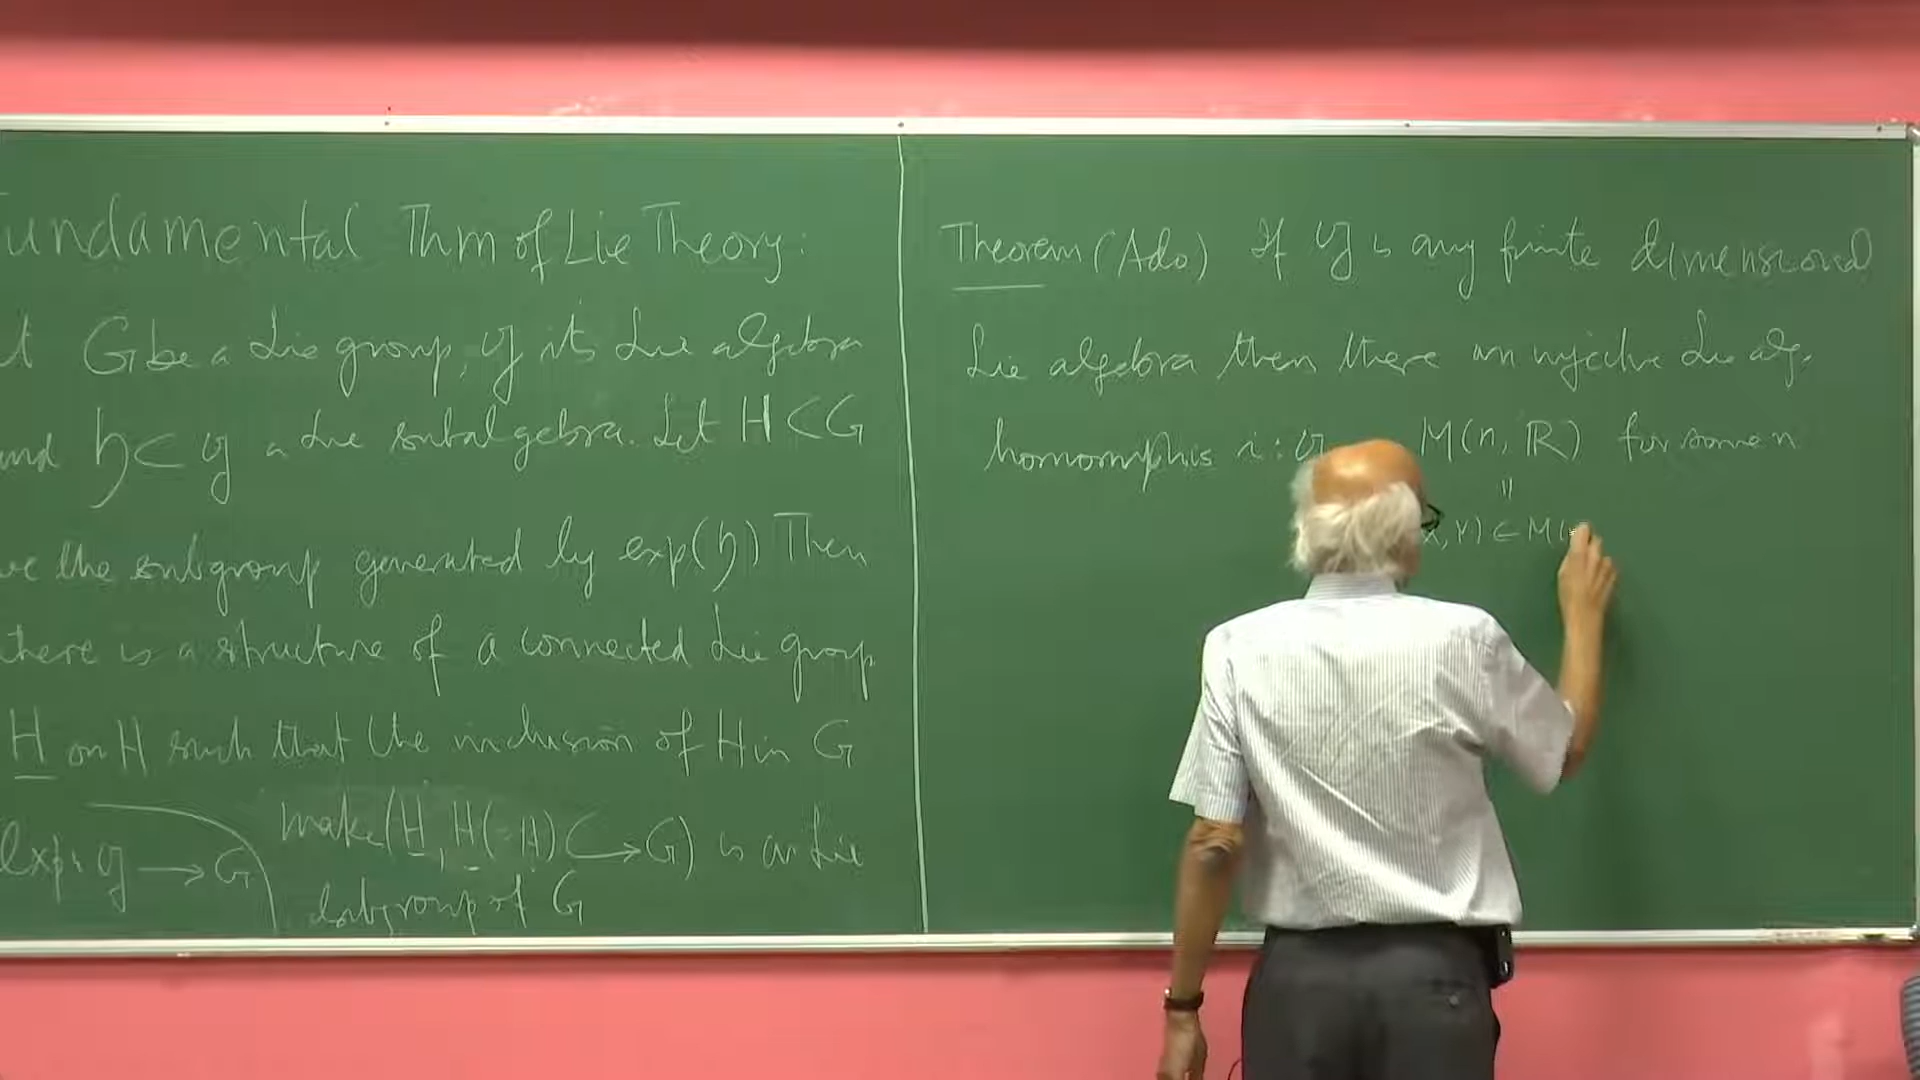 Fundamental Thm of Lie Theory:
G be a Lie group, 𝔤 its Lie algebra
and 𝔥 ⊂ 𝔤 a Lie subalgebra. Let H ⊂ G
the subgroup generated by exp(𝔥) Then
there is a structure of a connected Lie group
H on H such that the inclusion of H in G
make (H, H(→H) ↪ G) is a Lie
subgroup of G
exp: 𝔤 → G
Theorem (Ado) If 𝔤 is any finite dimensional
Lie algebra then there an injective Lie alg.
homomphis i: 𝔤 M(n, ℝ) for some n
"
X, Y) ∈ M(